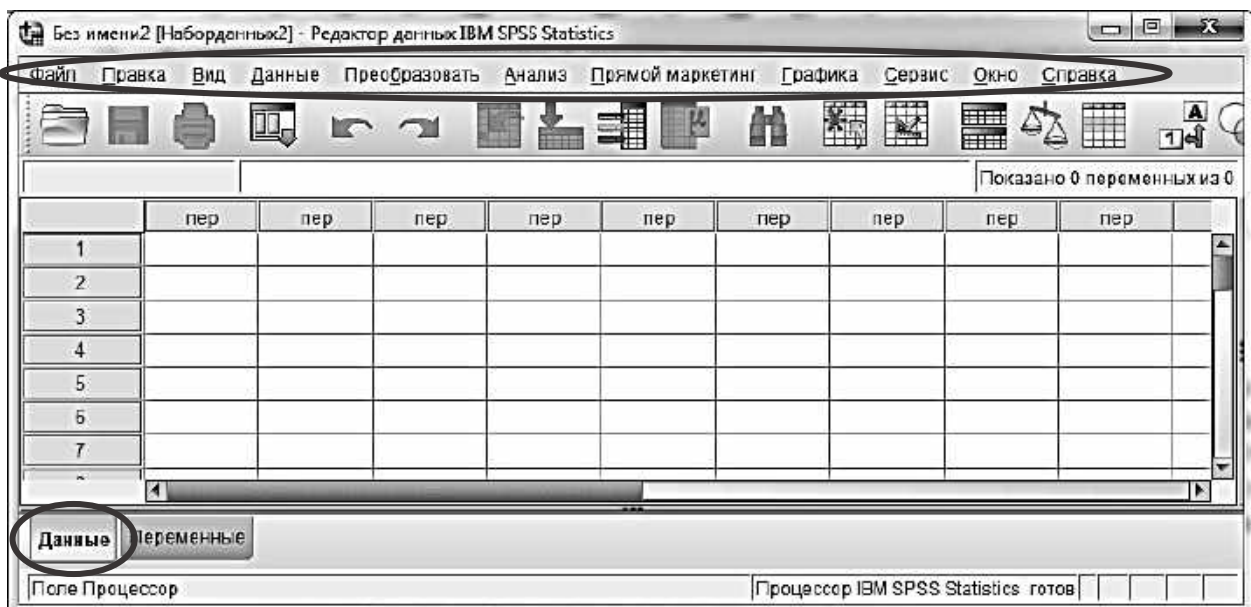 Без имени2 [Наборданных2] - Редактор данных IBM SPSS Statistics
Файл Правка Вид Данные Преобразовать Анализ Прямой маркетинг Графика Сервис Окно Справка
A
1
Показано 0 переменных из 0
пер пер пер пер пер пер пер пер пер
1
2
3
4
5
6
7
Данные Переменные
Поле Процессор Процессор IBM SPSS Statistics готов